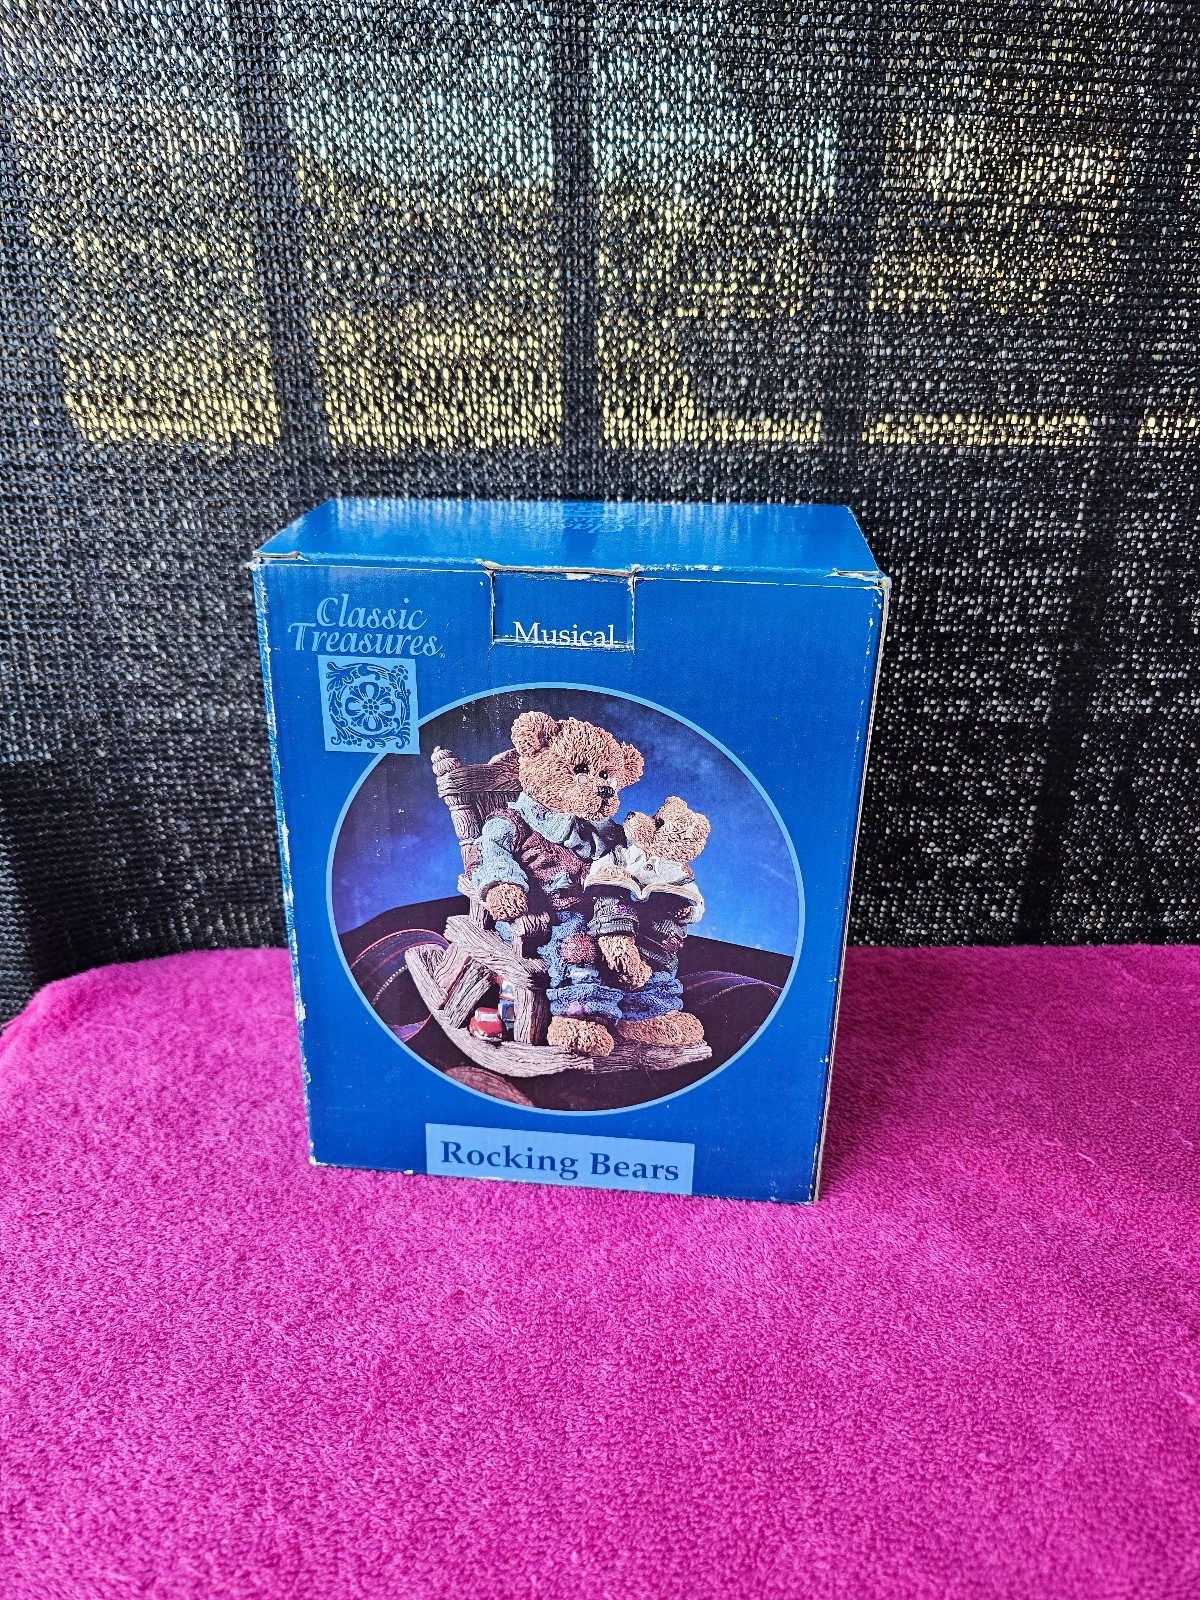 Classic
Treasures
Musical
Rocking Bears